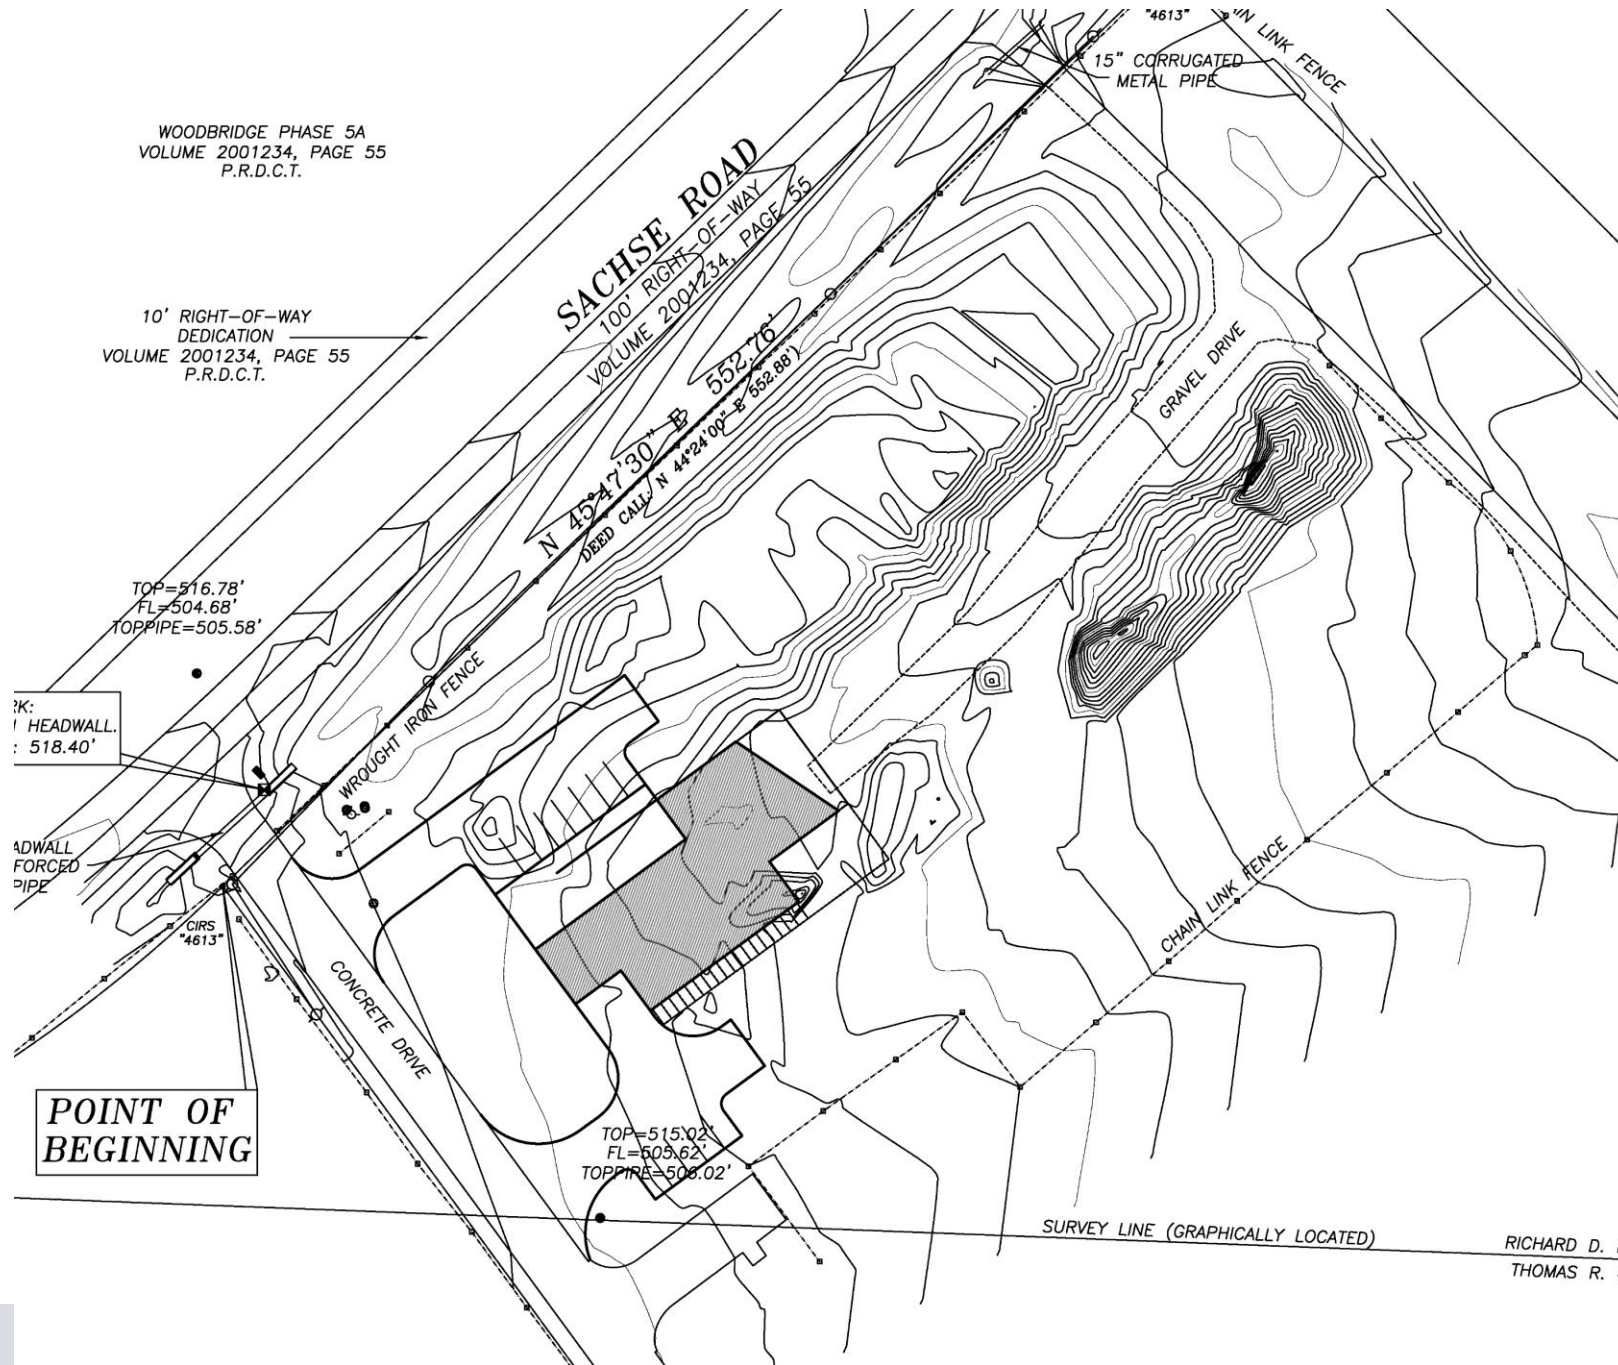 "4613"
IN LINK FENCE
15" CORRUGATED
METAL PIPE
WOODBRIDGE PHASE 5A
VOLUME 2001234, PAGE 55
P.R.D.C.T.
SACHSE ROAD
100' RIGHT-OF-WAY
VOLUME 2001234, PAGE 55
10' RIGHT-OF-WAY
DEDICATION
VOLUME 2001234, PAGE 55
P.R.D.C.T.
N 45°47'30" E 552.76'
DEED CALL: N 44°24'00" E 552.88')
GRAVEL DRIVE
TOP=516.78'
FL=504.68'
TOPPIPE=505.58'
WROUGHT IRON FENCE
RK:
HEADWALL.
: 518.40'
ADWALL
FORCED
PIPE
CIRS
"4613"
CONCRETE DRIVE
CHAIN LINK FENCE
POINT OF
BEGINNING
TOP=515.02'
FL=505.62'
TOPPIPE=506.02'
SURVEY LINE (GRAPHICALLY LOCATED)
RICHARD D.
THOMAS R.